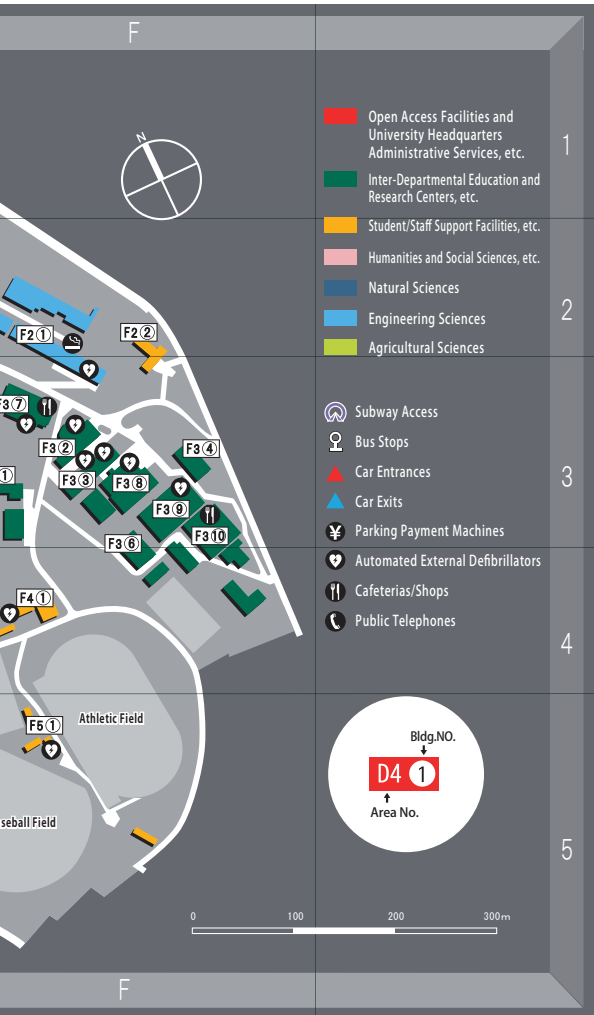 F
N
1
Open Access Facilities and
University Headquarters
Administrative Services, etc.
Inter-Departmental Education and
Research Centers, etc.
Student/Staff Support Facilities, etc.
Humanities and Social Sciences, etc.
Natural Sciences
Engineering Sciences
Agricultural Sciences
2
F2①
F2②
Subway Access
Bus Stops
Car Entrances
Car Exits
¥ Parking Payment Machines
Automated External Defibrillators
Cafeterias/Shops
Public Telephones
3
F3⑦
F3②
F3④
①
F3③
F3⑧
F3⑨
F3⑩
F3⑥
F4①
4
F5①
Athletic Field
seball Field
Bldg.NO.
D4 1
Area No.
5
0 100 200 300m
F